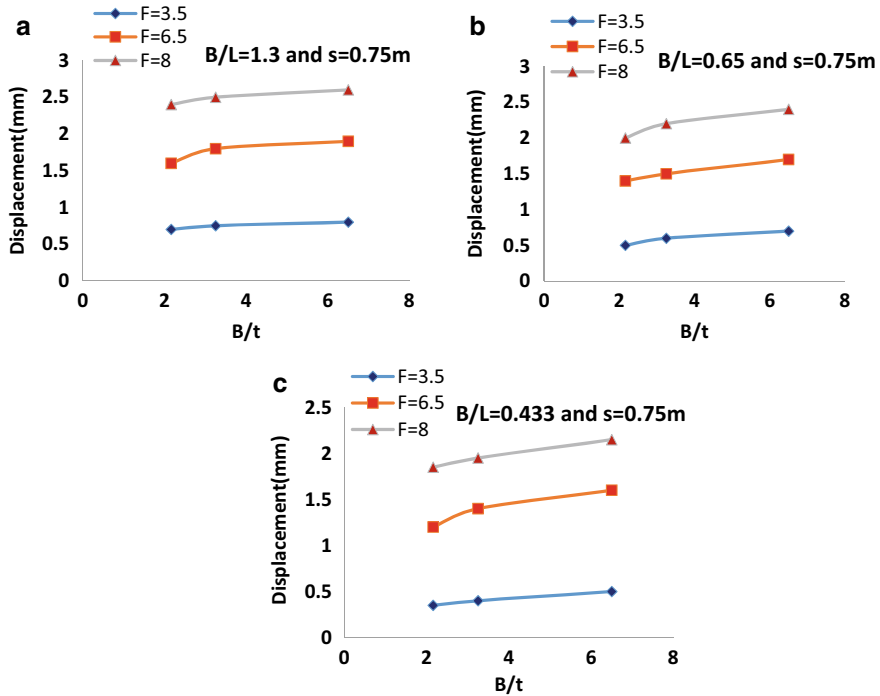 a
F=3.5
F=6.5
F=8
B/L=1.3 and s=0.75m
Displacement(mm)
3
2.5
2
1.5
1
0.5
0
0 2 4 6 8
B/t
b
F=3.5
F=6.5
F=8
B/L=0.65 and s=0.75m
Displacement(mm)
3
2.5
2
1.5
1
0.5
0
0 2 4 6 8
B/t
c
F=3.5
F=6.5
F=8
B/L=0.433 and s=0.75m
Displacement(mm)
2.5
2
1.5
1
0.5
0
0 2 4 6 8
B/t